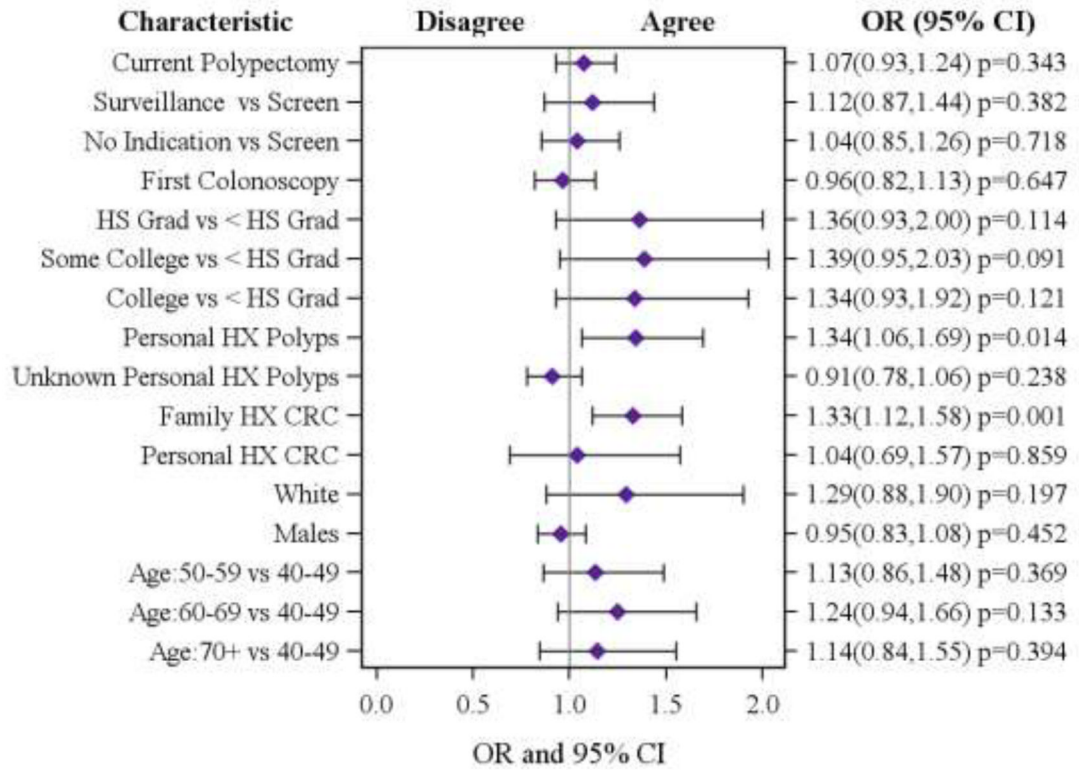 Characteristic Disagree Agree OR (95% CI)
Current Polypectomy 1.07(0.93,1.24) p=0.343
Surveillance vs Screen 1.12(0.87,1.44) p=0.382
No Indication vs Screen 1.04(0.85,1.26) p=0.718
First Colonoscopy 0.96(0.82,1.13) p=0.647
HS Grad vs < HS Grad 1.36(0.93,2.00) p=0.114
Some College vs < HS Grad 1.39(0.95,2.03) p=0.091
College vs < HS Grad 1.34(0.93,1.92) p=0.121
Personal HX Polyps 1.34(1.06,1.69) p=0.014
Unknown Personal HX Polyps 0.91(0.78,1.06) p=0.238
Family HX CRC 1.33(1.12,1.58) p=0.001
Personal HX CRC 1.04(0.69,1.57) p=0.859
White 1.29(0.88,1.90) p=0.197
Males 0.95(0.83,1.08) p=0.452
Age:50-59 vs 40-49 1.13(0.86,1.48) p=0.369
Age:60-69 vs 40-49 1.24(0.94,1.66) p=0.133
Age:70+ vs 40-49 1.14(0.84,1.55) p=0.394
0.0 0.5 1.0 1.5 2.0
OR and 95% CI